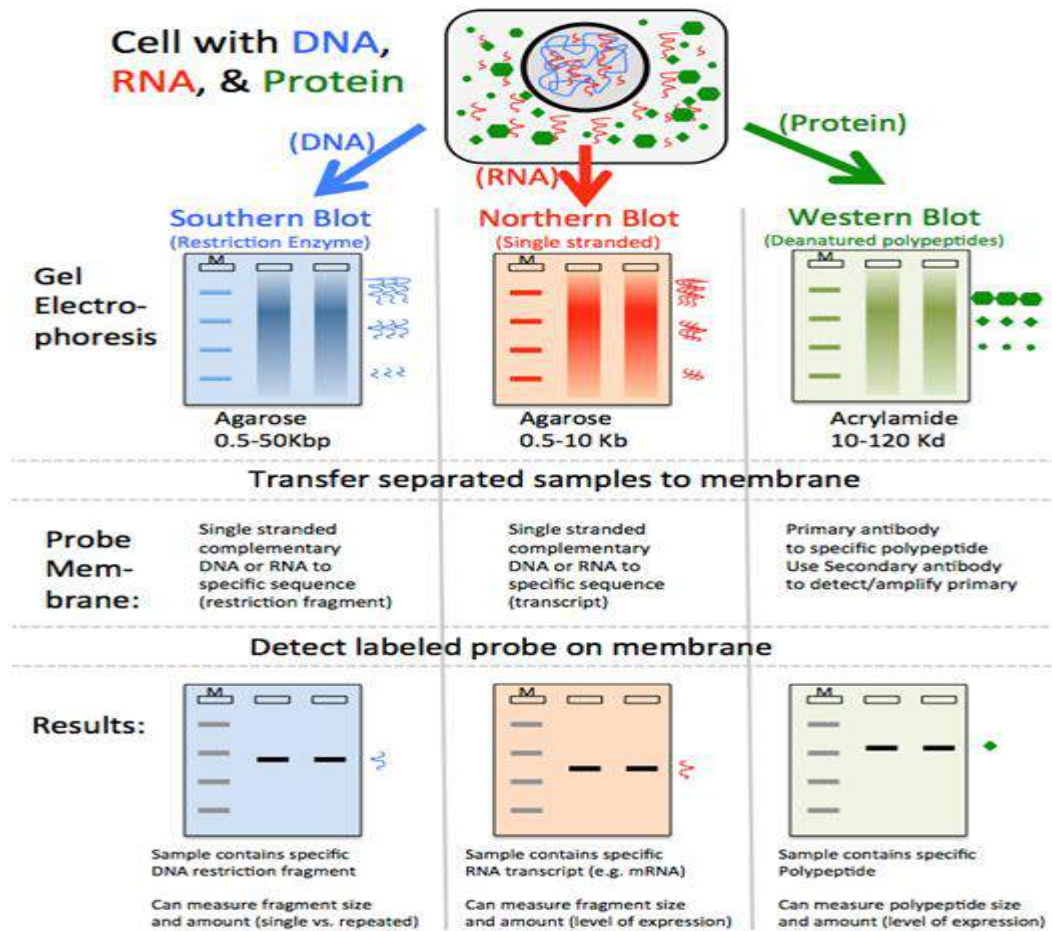 Cell with DNA,
RNA, & Protein
(DNA)
(RNA)
(Protein)
Southern Blot
(Restriction Enzyme)
Northern Blot
(Single stranded)
Western Blot
(Deanatured polypeptides)
Gel
Electro-
phoresis
M
M
M
Agarose
0.5-50Kbp
Agarose
0.5-10 Kb
Acrylamide
10-120 Kd
Transfer separated samples to membrane
Probe
Mem-
brane:
Single stranded
complementary
DNA or RNA to
specific sequence
(restriction fragment)
Single stranded
complementary
DNA or RNA to
specific sequence
(transcript)
Primary antibody
to specific polypeptide
Use Secondary antibody
to detect/amplify primary
Detect labeled probe on membrane
Results:
M
M
M
Sample contains specific
DNA restriction fragment
Can measure fragment size
and amount (single vs. repeated)
Sample contains specific
RNA transcript (e.g. mRNA)
Can measure fragment size
and amount (level of expression)
Sample contains specific
Polypeptide
Can measure polypeptide size
and amount (level of expression)